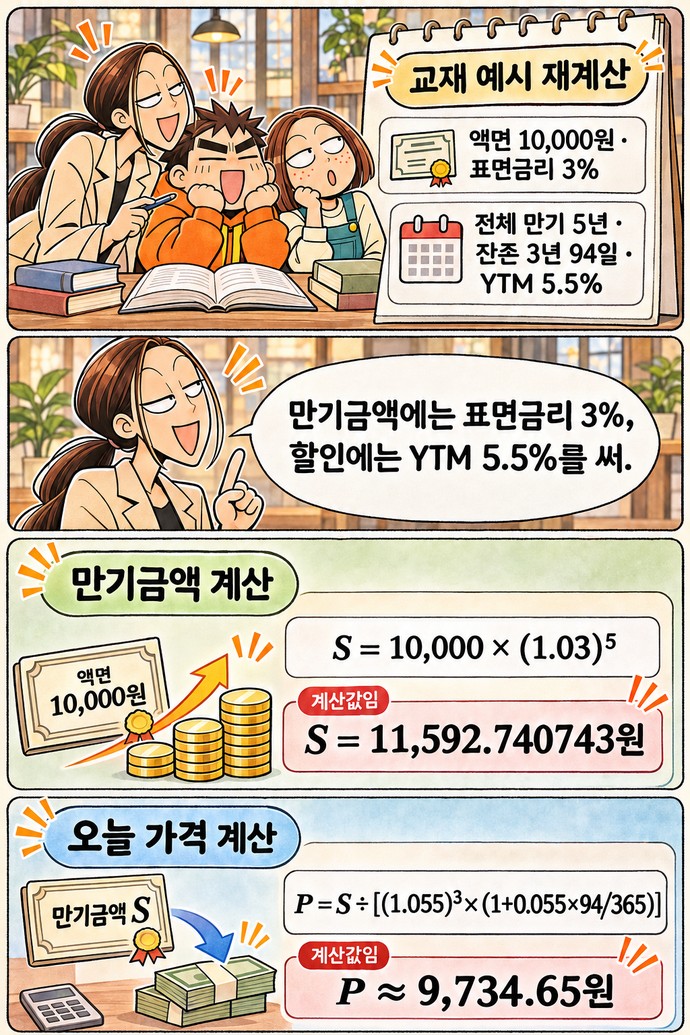 교재 예시 재계산
액면 10,000원 ·
표면금리 3%
전체 만기 5년 ·
잔존 3년 94일 ·
YTM 5.5%
만기금액에는 표면금리 3%,
할인에는 YTM 5.5%를 써.
만기금액 계산
액면
10,000원
S = 10,000 × (1.03)⁵
계산값임
S = 11,592.740743원
오늘 가격 계산
만기금액 S
P = S ÷ [(1.055)³×(1+0.055×94/365)]
계산값임
P ≈ 9,734.65원